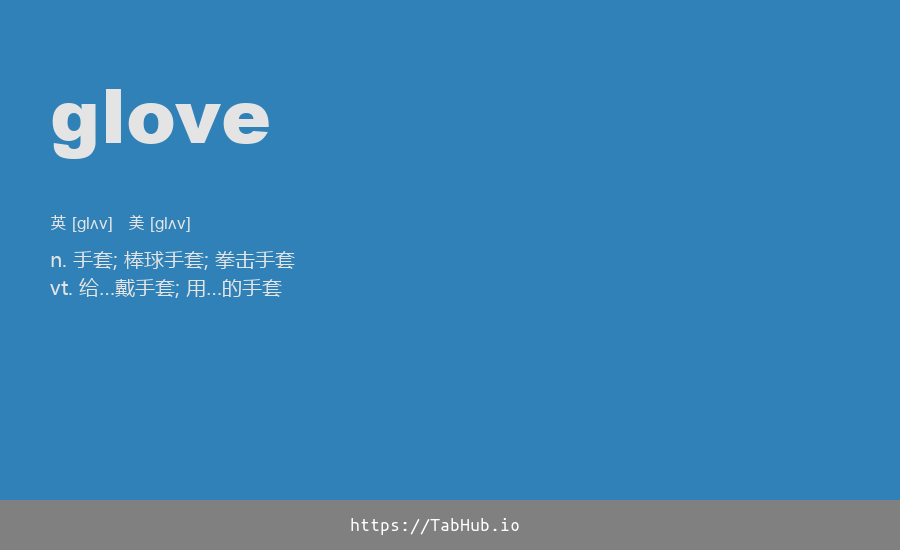 glove
英 [glʌv] 美 [glʌv]
n. 手套; 棒球手套; 拳击手套
vt. 给...戴手套; 用...的手套
https://TabHub.io